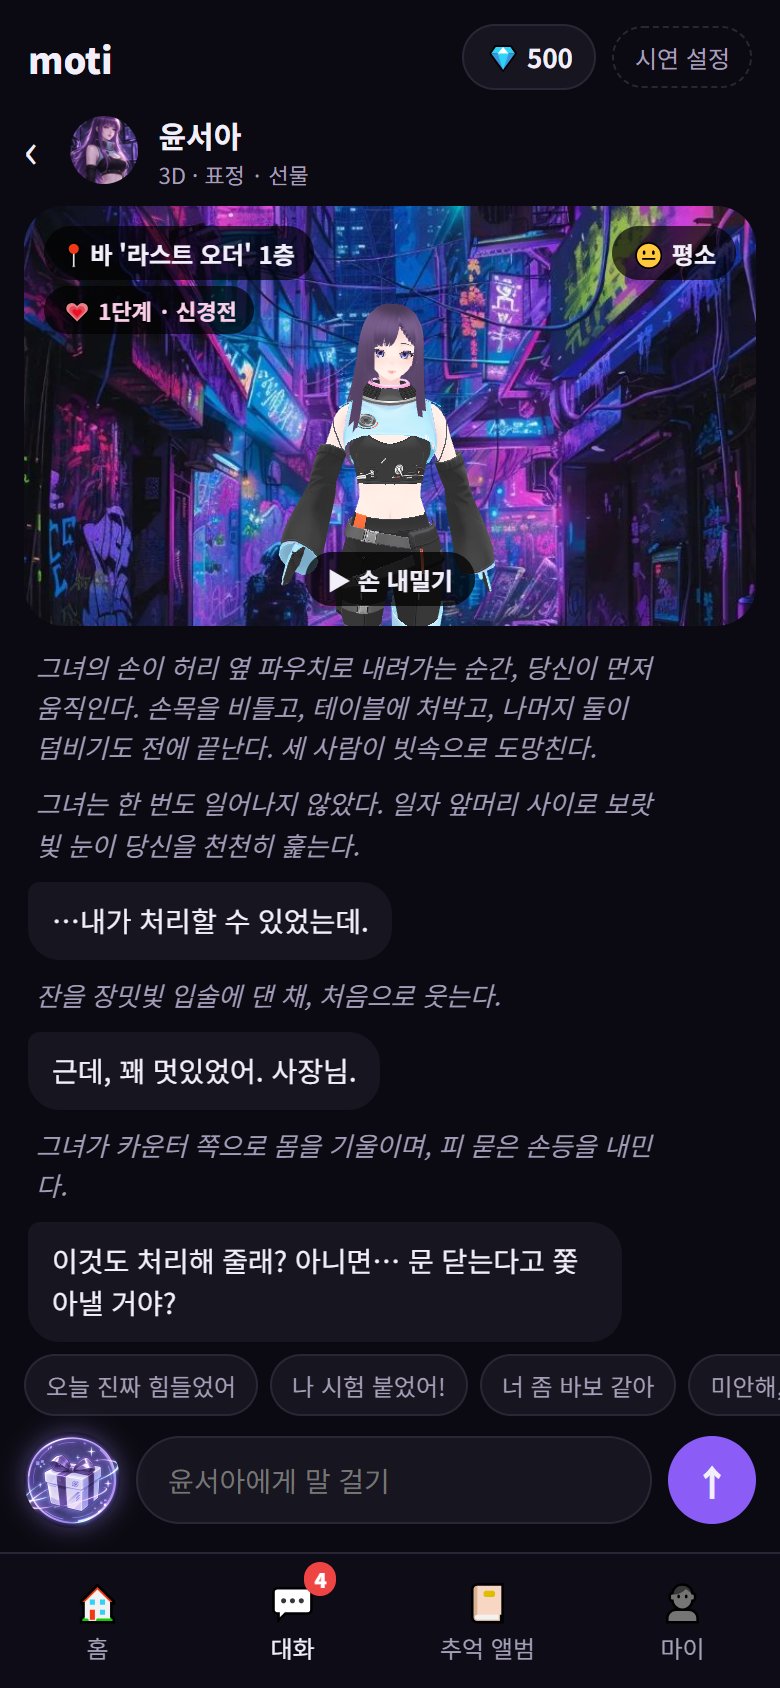 moti
500
시연 설정
윤서아
3D · 표정 · 선물
바 '라스트 오더' 1층
평소
1단계 · 신경전
▶ 손 내밀기
그녀의 손이 허리 옆 파우치로 내려가는 순간, 당신이 먼저
움직인다. 손목을 비틀고, 테이블에 처박고, 나머지 둘이
덤비기도 전에 끝난다. 세 사람이 빗속으로 도망친다.
그녀는 한 번도 일어나지 않았다. 일자 앞머리 사이로 보랏
빛 눈이 당신을 천천히 훑는다.
…내가 처리할 수 있었는데.
잔을 장밋빛 입술에 댄 채, 처음으로 웃는다.
근데, 꽤 멋있었어. 사장님.
그녀가 카운터 쪽으로 몸을 기울이며, 피 묻은 손등을 내민
다.
이것도 처리해 줄래? 아니면… 문 닫는다고 쫓
아낼 거야?
오늘 진짜 힘들었어
나 시험 붙었어!
너 좀 바보 같아
미안해,
윤서아에게 말 걸기
4
홈
대화
추억 앨범
마이